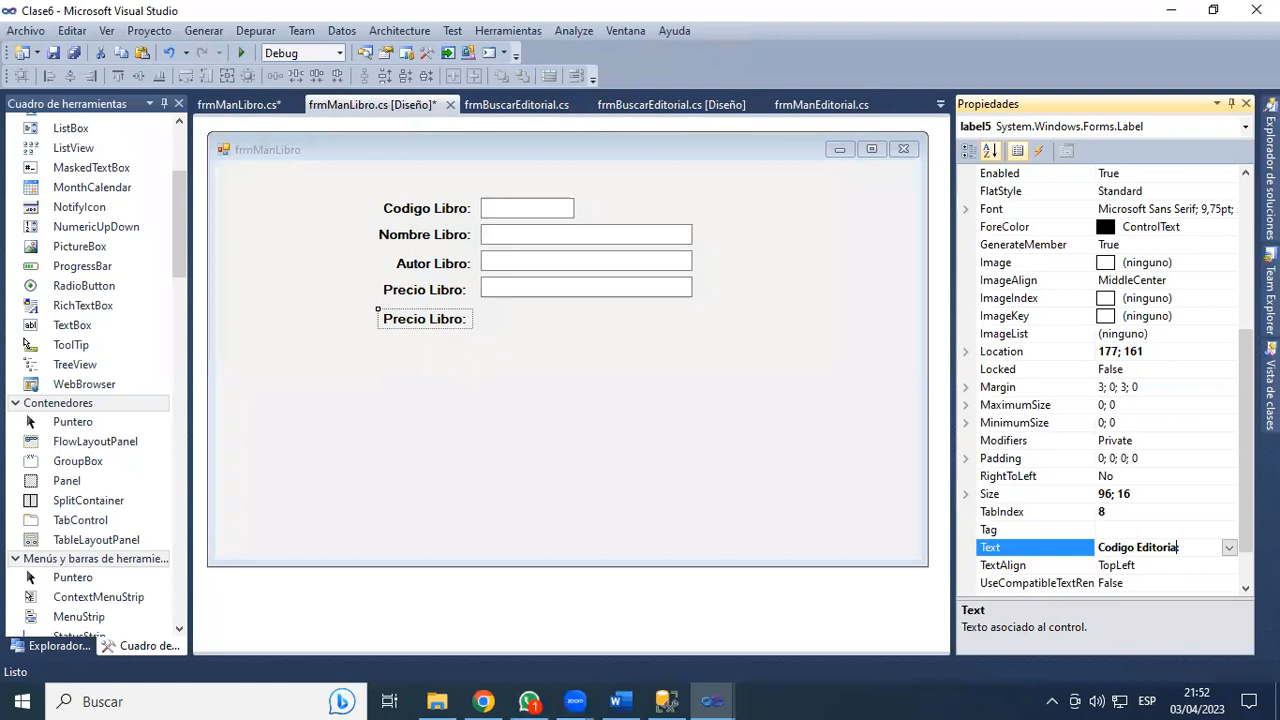 Clase6 - Microsoft Visual Studio
Archivo Editar Ver Proyecto Generar Depurar Team Datos Architecture Test Herramientas Analyze Ventana Ayuda
Debug
Cuadro de herramientas
frmManLibro.cs* frmManLibro.cs [Diseño]* frmBuscarEditorial.cs frmBuscarEditorial.cs [Diseño] frmManEditorial.cs
ListBox
ListView
MaskedTextBox
MonthCalendar
NotifyIcon
NumericUpDown
PictureBox
ProgressBar
RadioButton
RichTextBox
TextBox
ToolTip
TreeView
WebBrowser
Contenedores
Puntero
FlowLayoutPanel
GroupBox
Panel
SplitContainer
TabControl
TableLayoutPanel
Menús y barras de herramie...
Puntero
ContextMenuStrip
MenuStrip
StatusStrip
Explorador... Cuadro de...
frmManLibro
Codigo Libro:
Nombre Libro:
Autor Libro:
Precio Libro:
Precio Libro:
Propiedades
label5 System.Windows.Forms.Label
Enabled True
FlatStyle Standard
Font Microsoft Sans Serif; 9,75pt;
ForeColor ControlText
GenerateMember True
Image (ninguno)
ImageAlign MiddleCenter
ImageIndex (ninguno)
ImageKey (ninguno)
ImageList (ninguno)
Location 177; 161
Locked False
Margin 3; 0; 3; 0
MaximumSize 0; 0
MinimumSize 0; 0
Modifiers Private
Padding 0; 0; 0; 0
RightToLeft No
Size 96; 16
TabIndex 8
Tag
Text Codigo Editoria:
TextAlign TopLeft
UseCompatibleTextRen False
Text
Texto asociado al control.
Explorador de soluciones
Team Explorer
Vista de clases
Listo
Buscar
1
zoom
ESP
21:52
03/04/2023